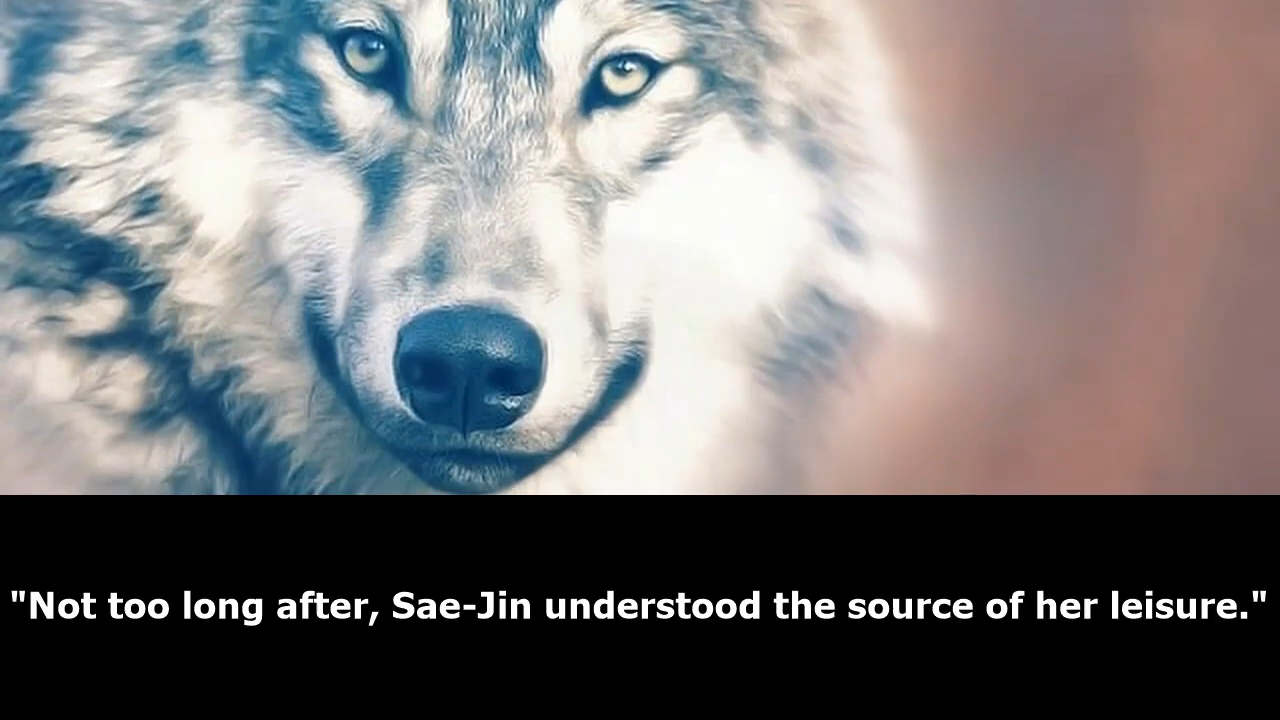 "Not too long after, Sae-Jin understood the source of her leisure."